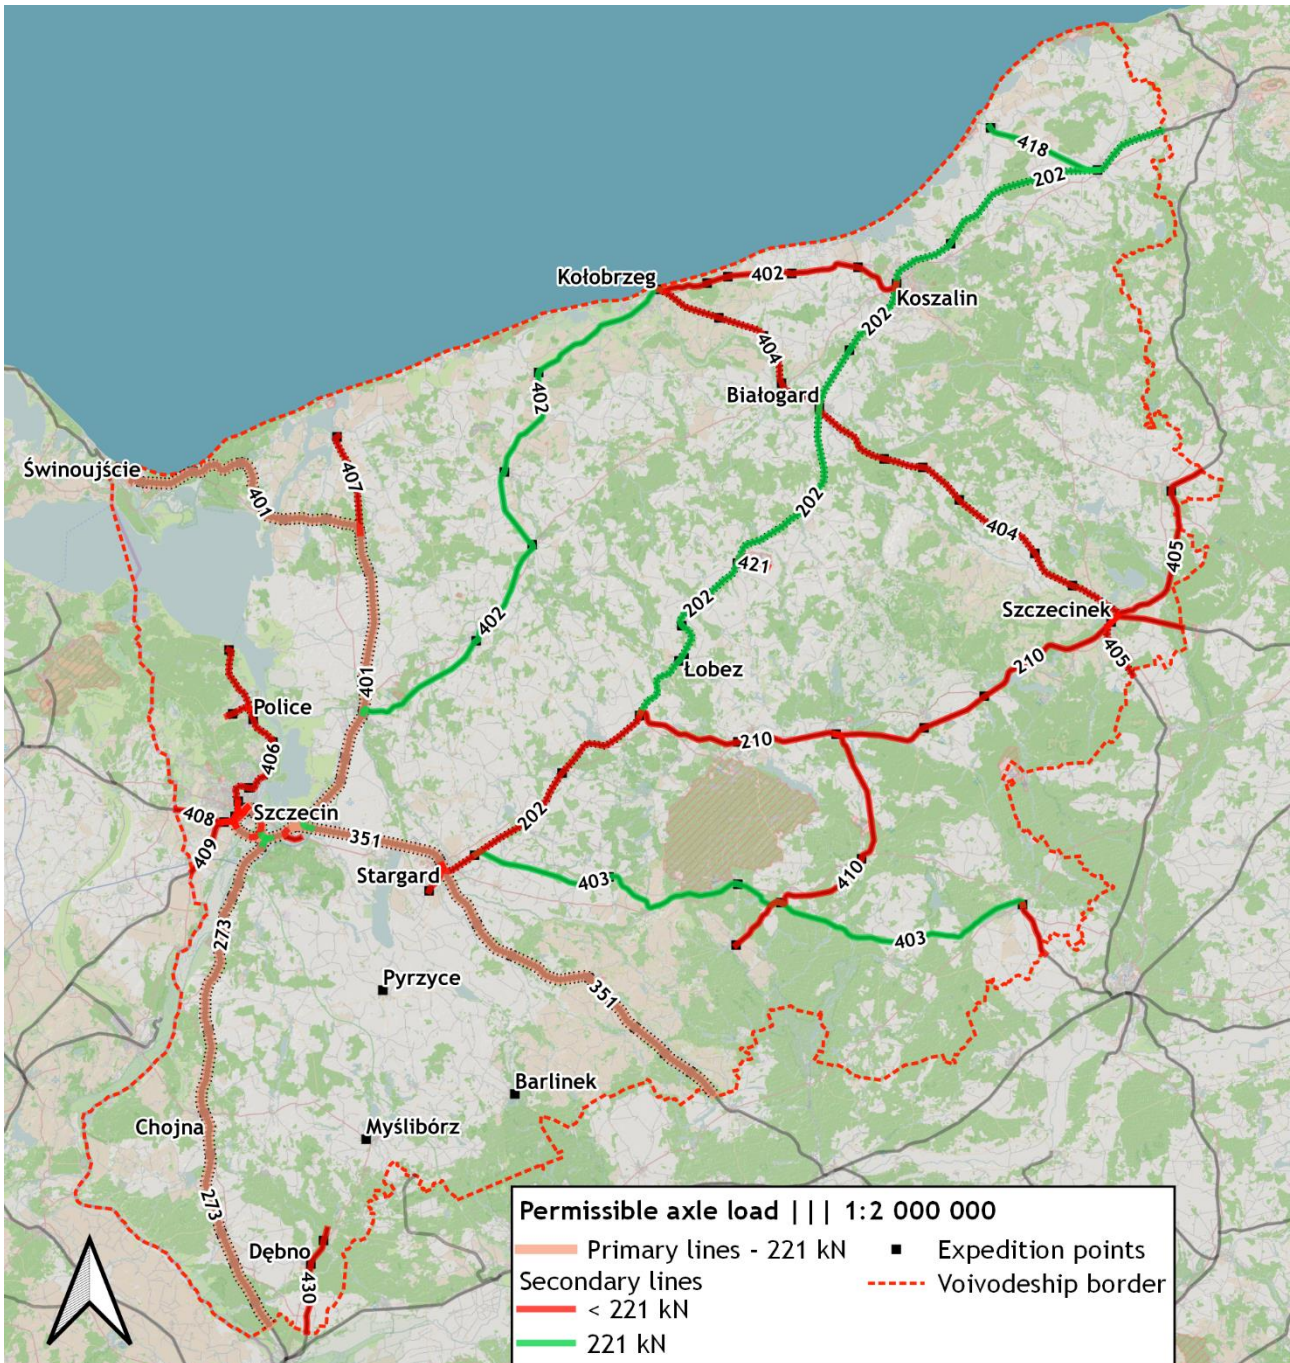 418
202
Kołobrzeg
402
Koszalin
202
404
402
Białogard
Świnoujście
407
401
202
404
421
405
202
Szczecinek
402
Łobez
405
210
401
Police
210
406
408
Szczecin
202
351
409
Stargard
403
410
273
403
Pyrzyce
351
Barlinek
Chojna
Myślibórz
273
Dębno
430
Permissible axle load ||| 1:2 000 000
Primary lines - 221 kN
Expedition points
Secondary lines
Voivodeship border
< 221 kN
221 kN